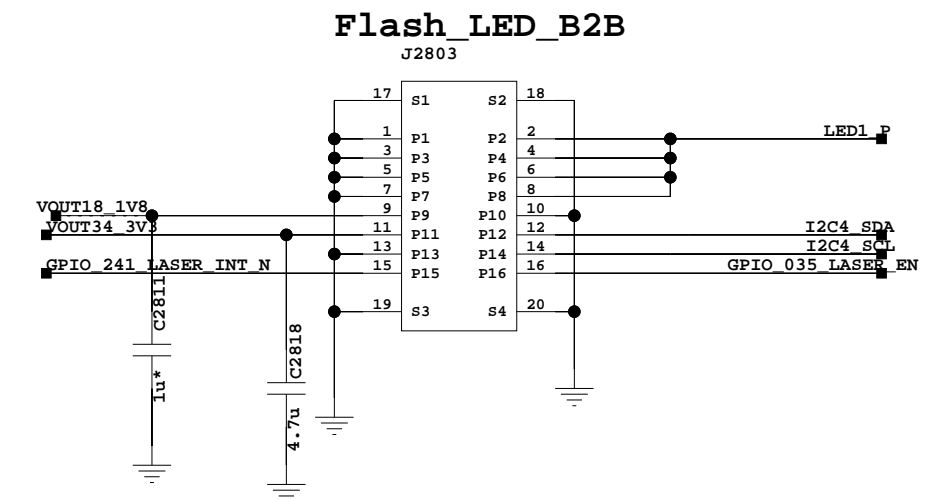 Flash_LED_B2B
J2803
17 S1 S2 18
1 P1 P2 2 LED1_P
3 P3 P4 4
5 P5 P6 6
7 P7 P8 8
VOUT18_1V8 9 P9 P10 10
VOUT34_3V3 11 P11 P12 12 I2C4_SDA
13 P13 P14 14 I2C4_SCL
GPIO_241_LASER_INT_N 15 P15 P16 16 GPIO_035_LASER_EN
19 S3 S4 20
C2811
1u*
C2818
4.7u